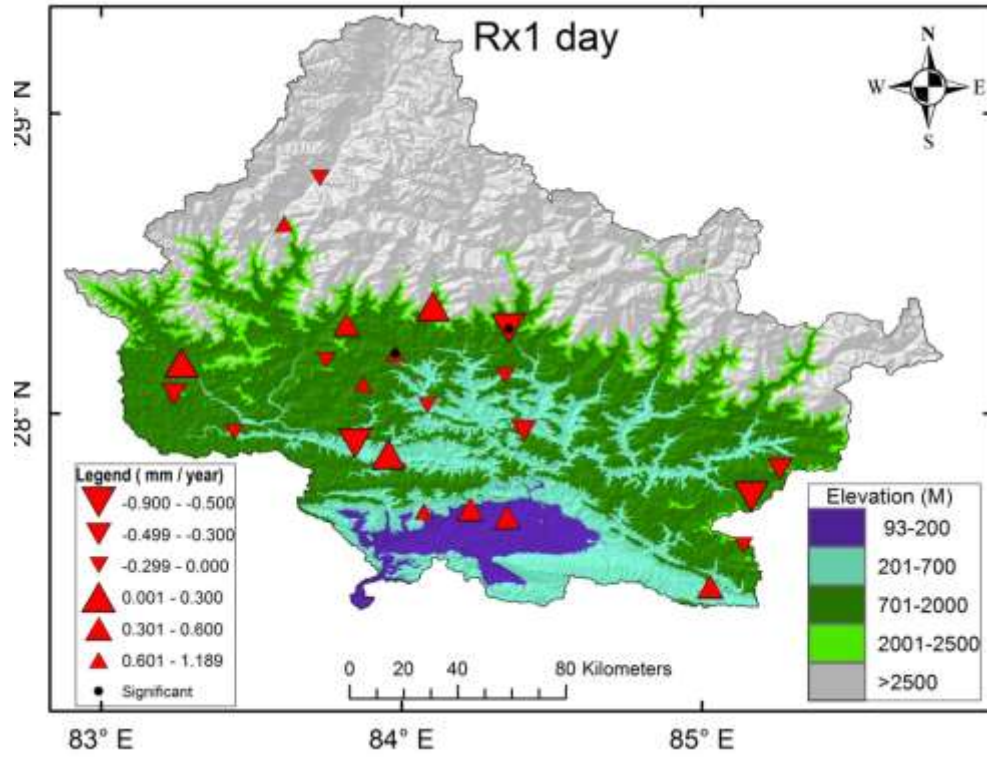 Rx1 day
N
W E
S
29° N
28° N
Legend ( mm / year)
-0.900 - -0.500
-0.499 - -0.300
-0.299 - 0.000
0.001 - 0.300
0.301 - 0.600
0.601 - 1.189
Significant
Elevation (M)
93-200
201-700
701-2000
2001-2500
>2500
0 20 40 80 Kilometers
83° E 84° E 85° E